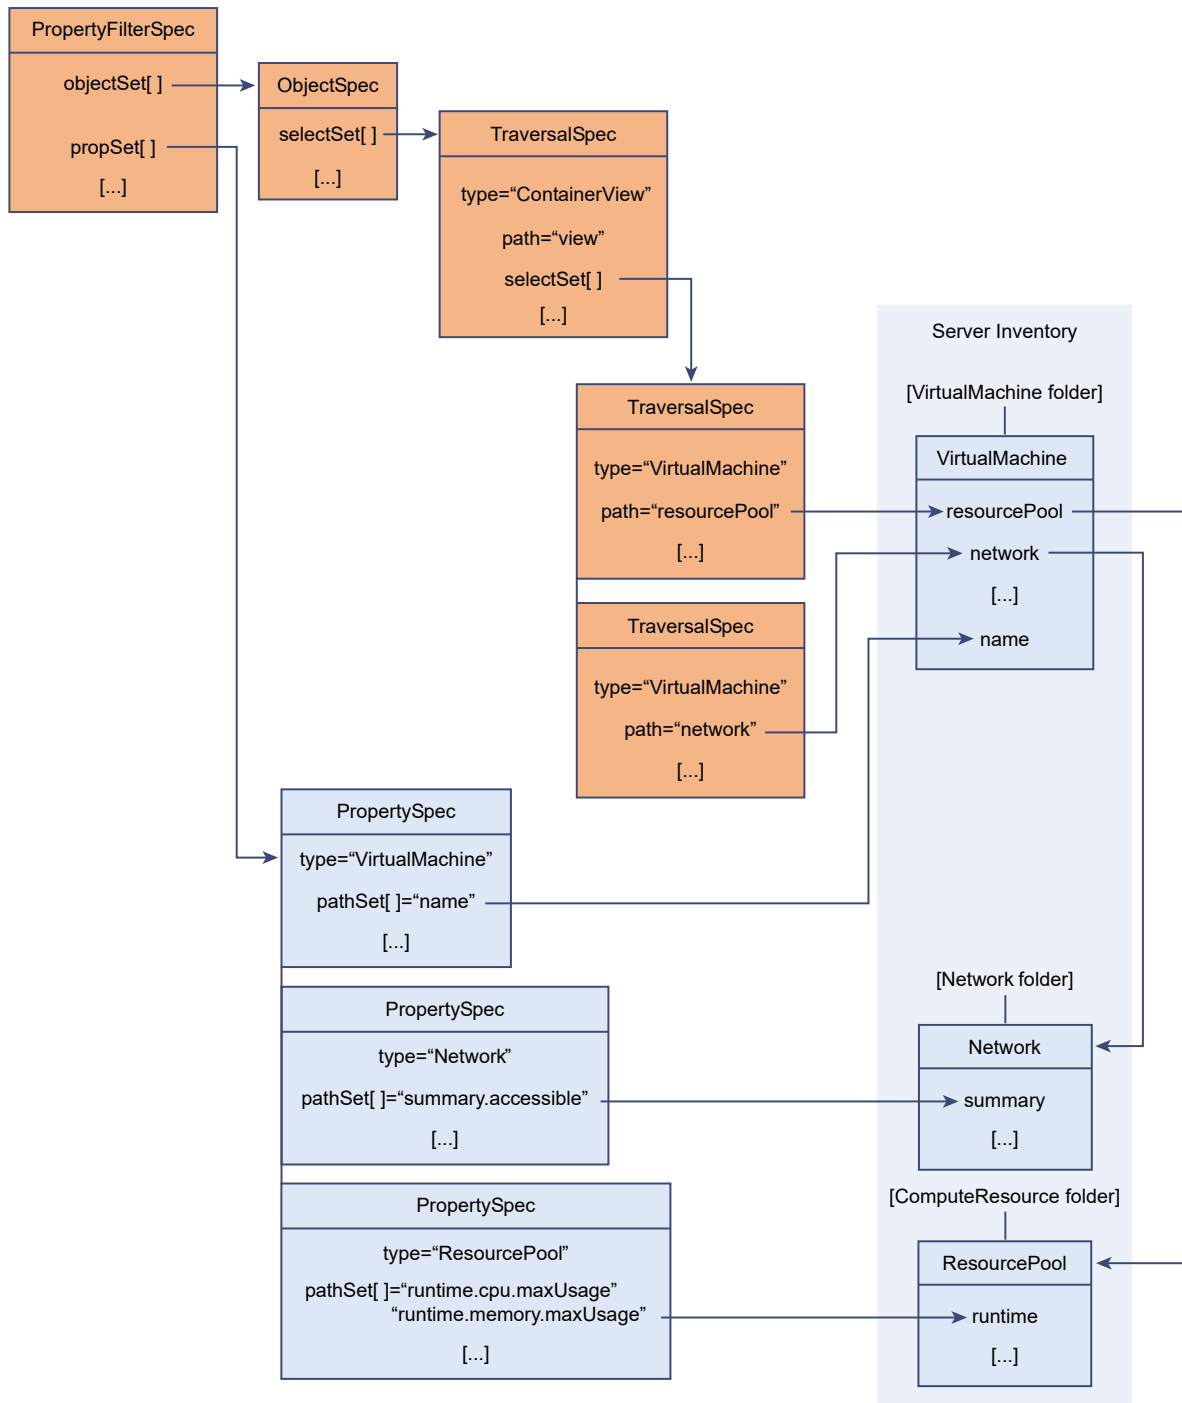 PropertyFilterSpec
objectSet[ ]
propSet[ ]
[...]
ObjectSpec
selectSet[ ]
[...]
TraversalSpec
type=“ContainerView”
path=“view”
selectSet[ ]
[...]
TraversalSpec
type=“VirtualMachine”
path=“resourcePool”
[...]
TraversalSpec
type=“VirtualMachine”
path=“network”
[...]
Server Inventory
[VirtualMachine folder]
VirtualMachine
resourcePool
network
[...]
name
PropertySpec
type=“VirtualMachine”
pathSet[ ]=“name”
[...]
PropertySpec
type=“Network”
pathSet[ ]=“summary.accessible”
[...]
[Network folder]
Network
summary
[...]
PropertySpec
type=“ResourcePool”
pathSet[ ]=“runtime.cpu.maxUsage”
“runtime.memory.maxUsage”
[...]
[ComputeResource folder]
ResourcePool
runtime
[...]